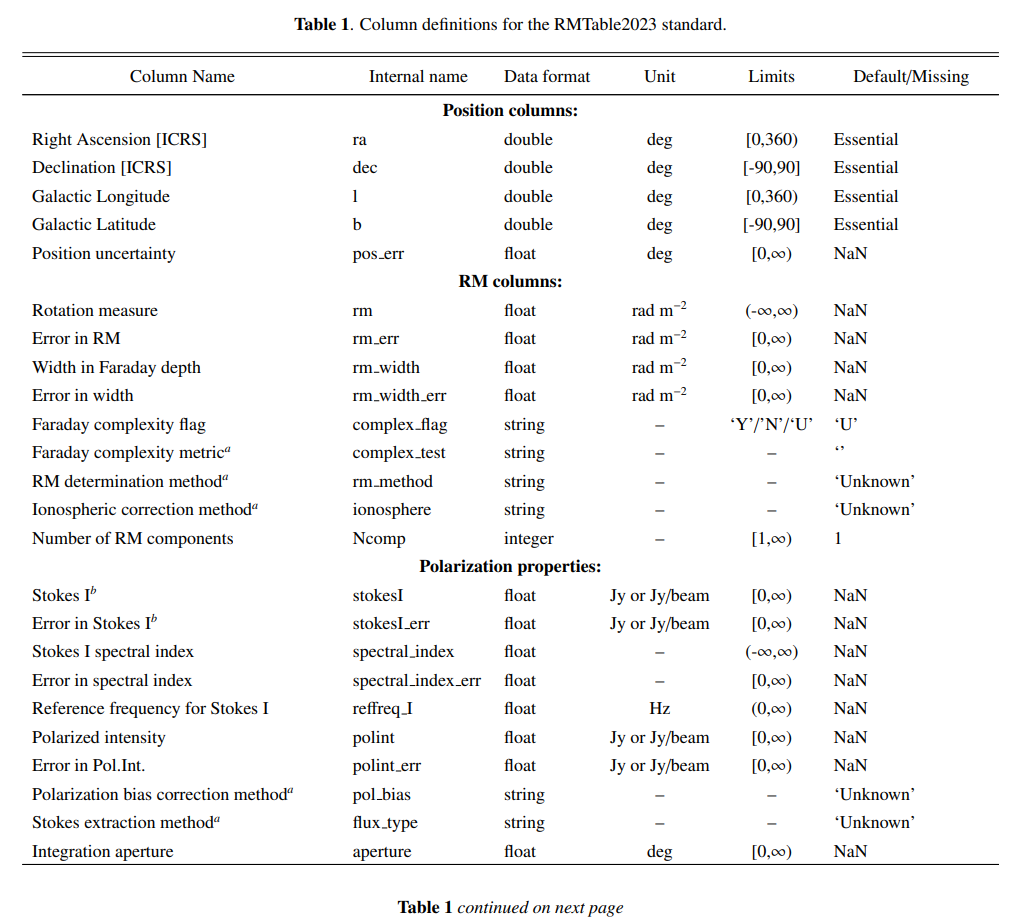 Table 1. Column definitions for the RMTable2023 standard.
Column Name Internal name Data format Unit Limits Default/Missing
Position columns:
Right Ascension [ICRS] ra double deg [0,360) Essential
Declination [ICRS] dec double deg [-90,90] Essential
Galactic Longitude l double deg [0,360) Essential
Galactic Latitude b double deg [-90,90] Essential
Position uncertainty pos_err float deg [0,∞) NaN
RM columns:
Rotation measure rm float rad m⁻² (-∞,∞) NaN
Error in RM rm_err float rad m⁻² [0,∞) NaN
Width in Faraday depth rm_width float rad m⁻² [0,∞) NaN
Error in width rm_width_err float rad m⁻² [0,∞) NaN
Faraday complexity flag complex_flag string – ‘Y’/’N’/‘U’ ‘U’
Faraday complexity metricᵃ complex_test string – – ‘’
RM determination methodᵃ rm_method string – – ‘Unknown’
Ionospheric correction methodᵃ ionosphere string – – ‘Unknown’
Number of RM components Ncomp integer – [1,∞) 1
Polarization properties:
Stokes Iᵇ stokesI float Jy or Jy/beam [0,∞) NaN
Error in Stokes Iᵇ stokesI_err float Jy or Jy/beam [0,∞) NaN
Stokes I spectral index spectral_index float – (-∞,∞) NaN
Error in spectral index spectral_index_err float – [0,∞) NaN
Reference frequency for Stokes I reffreq_I float Hz (0,∞) NaN
Polarized intensity polint float Jy or Jy/beam [0,∞) NaN
Error in Pol.Int. polint_err float Jy or Jy/beam [0,∞) NaN
Polarization bias correction methodᵃ pol_bias string – – ‘Unknown’
Stokes extraction methodᵃ flux_type string – – ‘Unknown’
Integration aperture aperture float deg [0,∞) NaN
Table 1 continued on next page